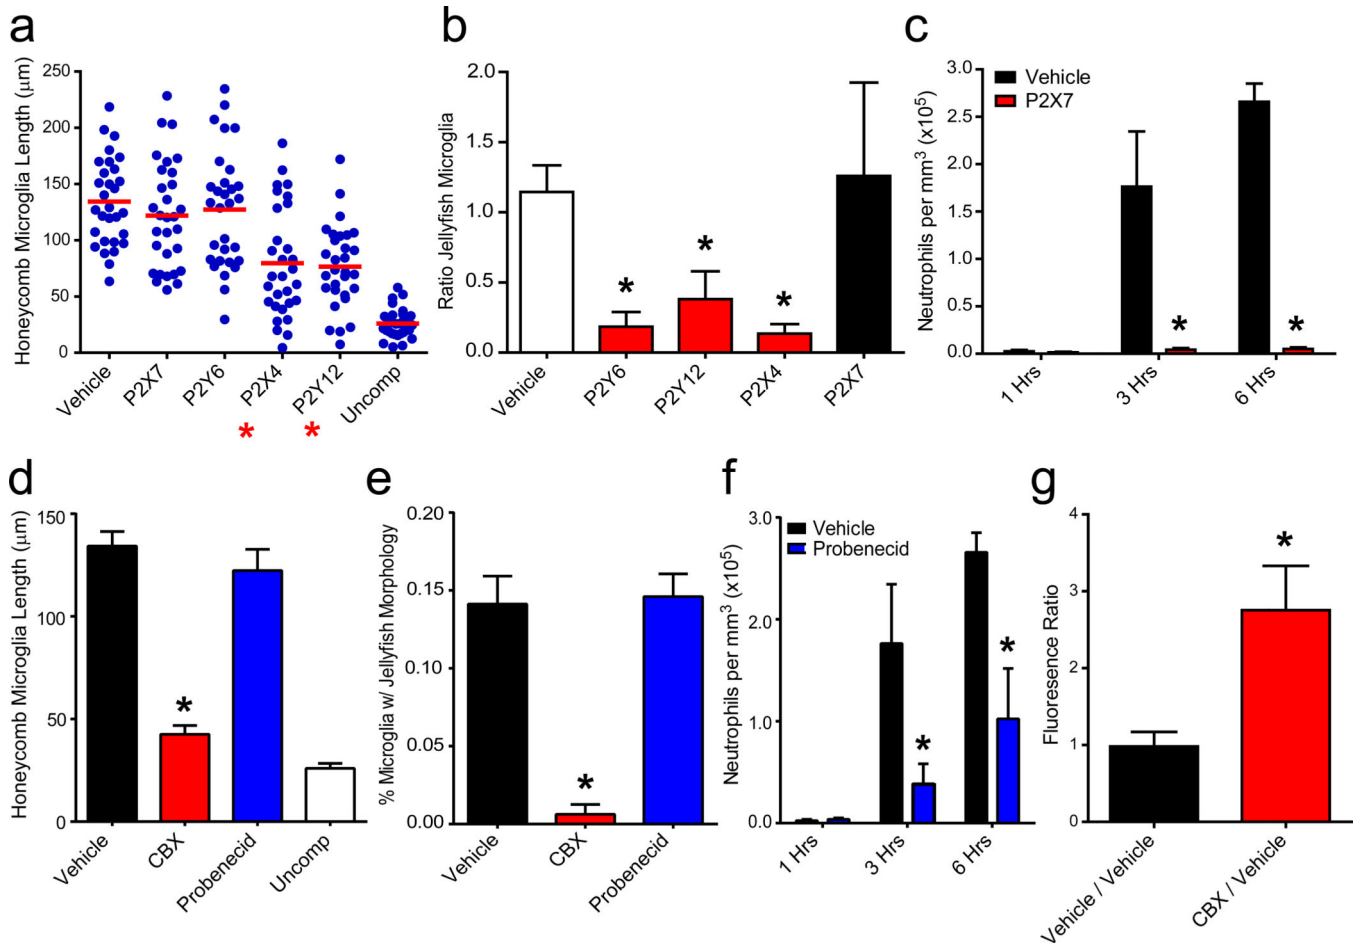 a
Honeycomb Microglia Length (μm)
250
200
150
100
50
0
Vehicle
P2X7
P2Y6
P2X4
P2Y12
Uncomp
*
*
b
Ratio Jellyfish Microglia
2.0
1.5
1.0
0.5
0.0
*
*
*
Vehicle
P2Y6
P2Y12
P2X4
P2X7
c
Neutrophils per mm³ (x10⁵)
3.0
2.5
2.0
1.5
1.0
0.5
0.0
Vehicle
P2X7
*
*
1 Hrs
3 Hrs
6 Hrs
d
Honeycomb Microglia Length (μm)
150
100
50
0
*
Vehicle
CBX
Probenecid
Uncomp
e
% Microglia w/ Jellyfish Morphology
0.20
0.15
0.10
0.05
0.00
*
Vehicle
CBX
Probenecid
f
Neutrophils per mm³ (x10⁵)
3.0
2.0
1.0
0.0
Vehicle
Probenecid
*
*
1 Hrs
3 Hrs
6 Hrs
g
Fluoresence Ratio
4
3
2
1
0
*
Vehicle / Vehicle
CBX / Vehicle